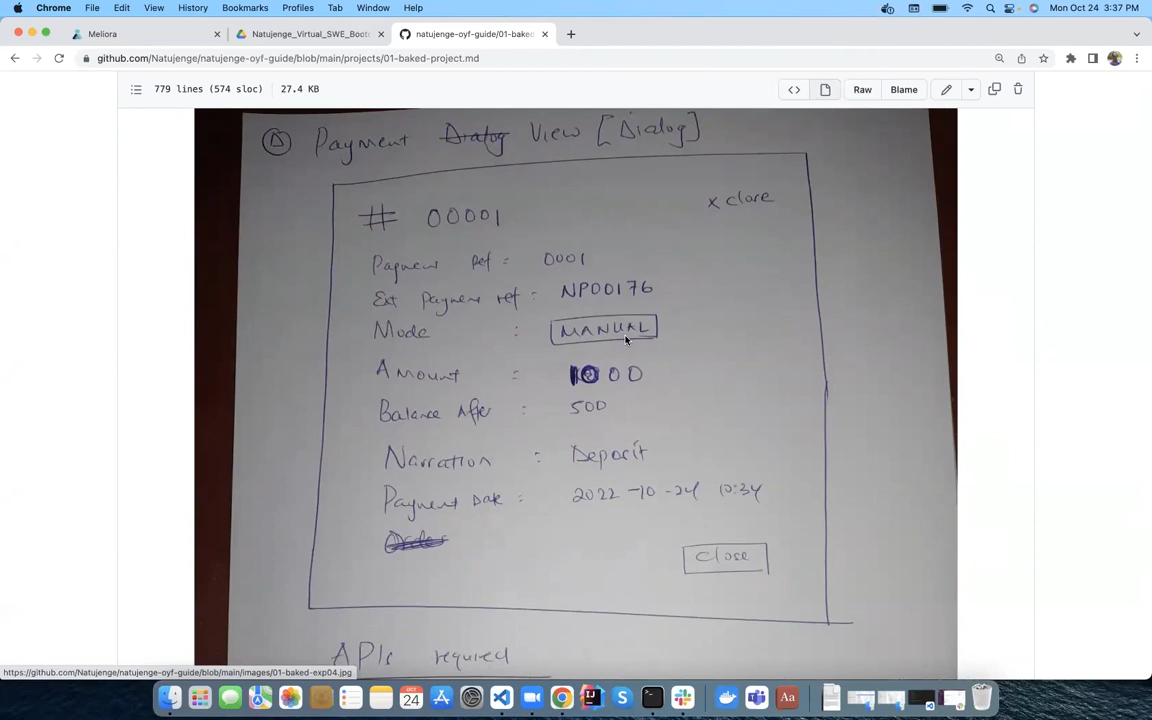 Chrome File Edit View History Bookmarks Profiles Tab Window Help Mon Oct 24 3:37 PM
Meliora Natujenge_Virtual_SWE_Boot natujenge-oyf-guide/01-baked-
github.com/Natujenge/natujenge-oyf-guide/blob/main/projects/01-baked-project.md
779 lines (574 sloc) 27.4 KB Raw Blame
D Payment Dialog View [Dialog]
# 00001 x close
Payment Ref = 0001
Ext Payment ref : NP00176
Mode : MANUAL
Amount = 1000
Balance After : 500
Narration : Deposit
Payment Date : 2022-10-24 10:34
Close
APIs required
https://github.com/Natujenge/natujenge-oyf-guide/blob/main/images/01-baked-exp04.jpg
OCT
24
Aa